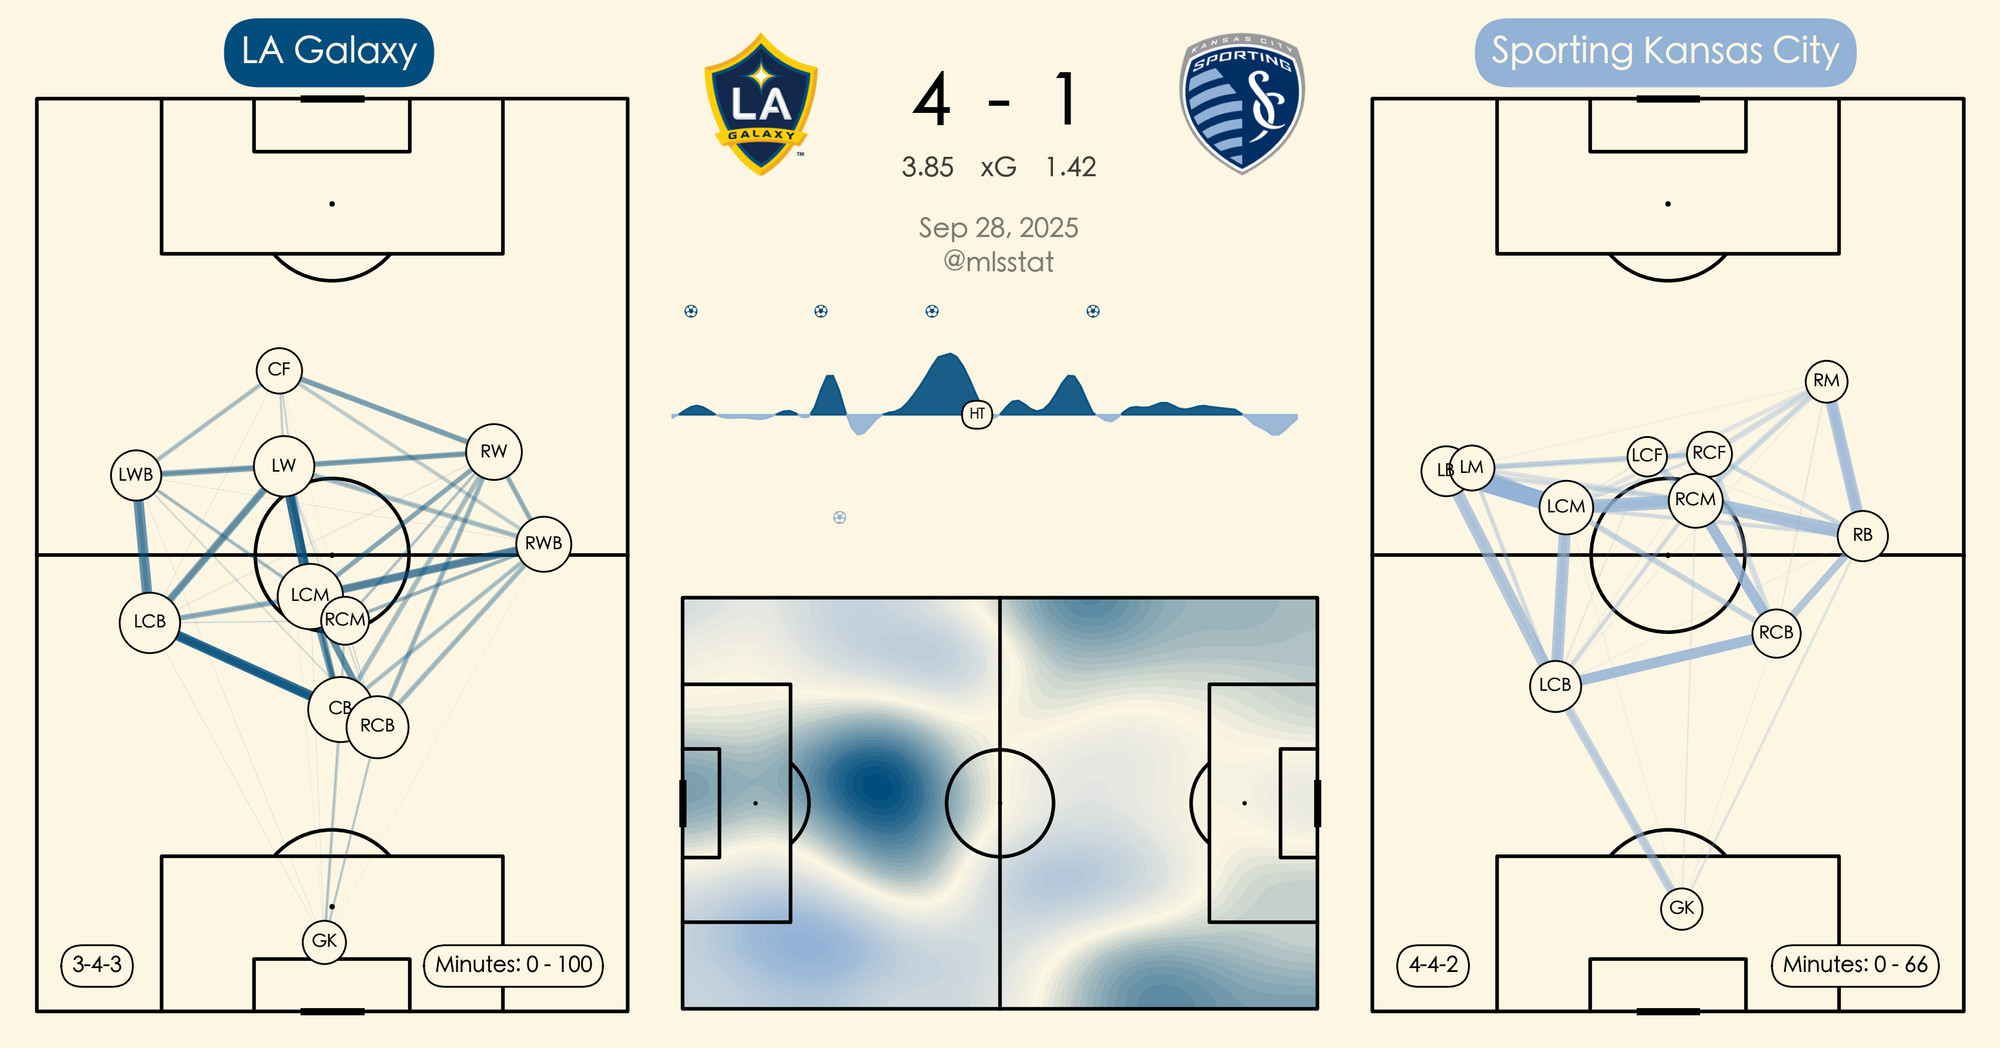 LA Galaxy
CF
LWB
LW
RW
RWB
LCM
RCM
LCB
CB
RCB
GK
3-4-3
Minutes: 0 - 100
LA
GALAXY
TM
4 - 1
3.85 xG 1.42
KANSAS CITY
SPORTING
SC
Sep 28, 2025
@mlsstat
HT
Sporting Kansas City
RM
LB
LM
LCF
RCF
LCM
RCM
RB
RCB
LCB
GK
4-4-2
Minutes: 0 - 66